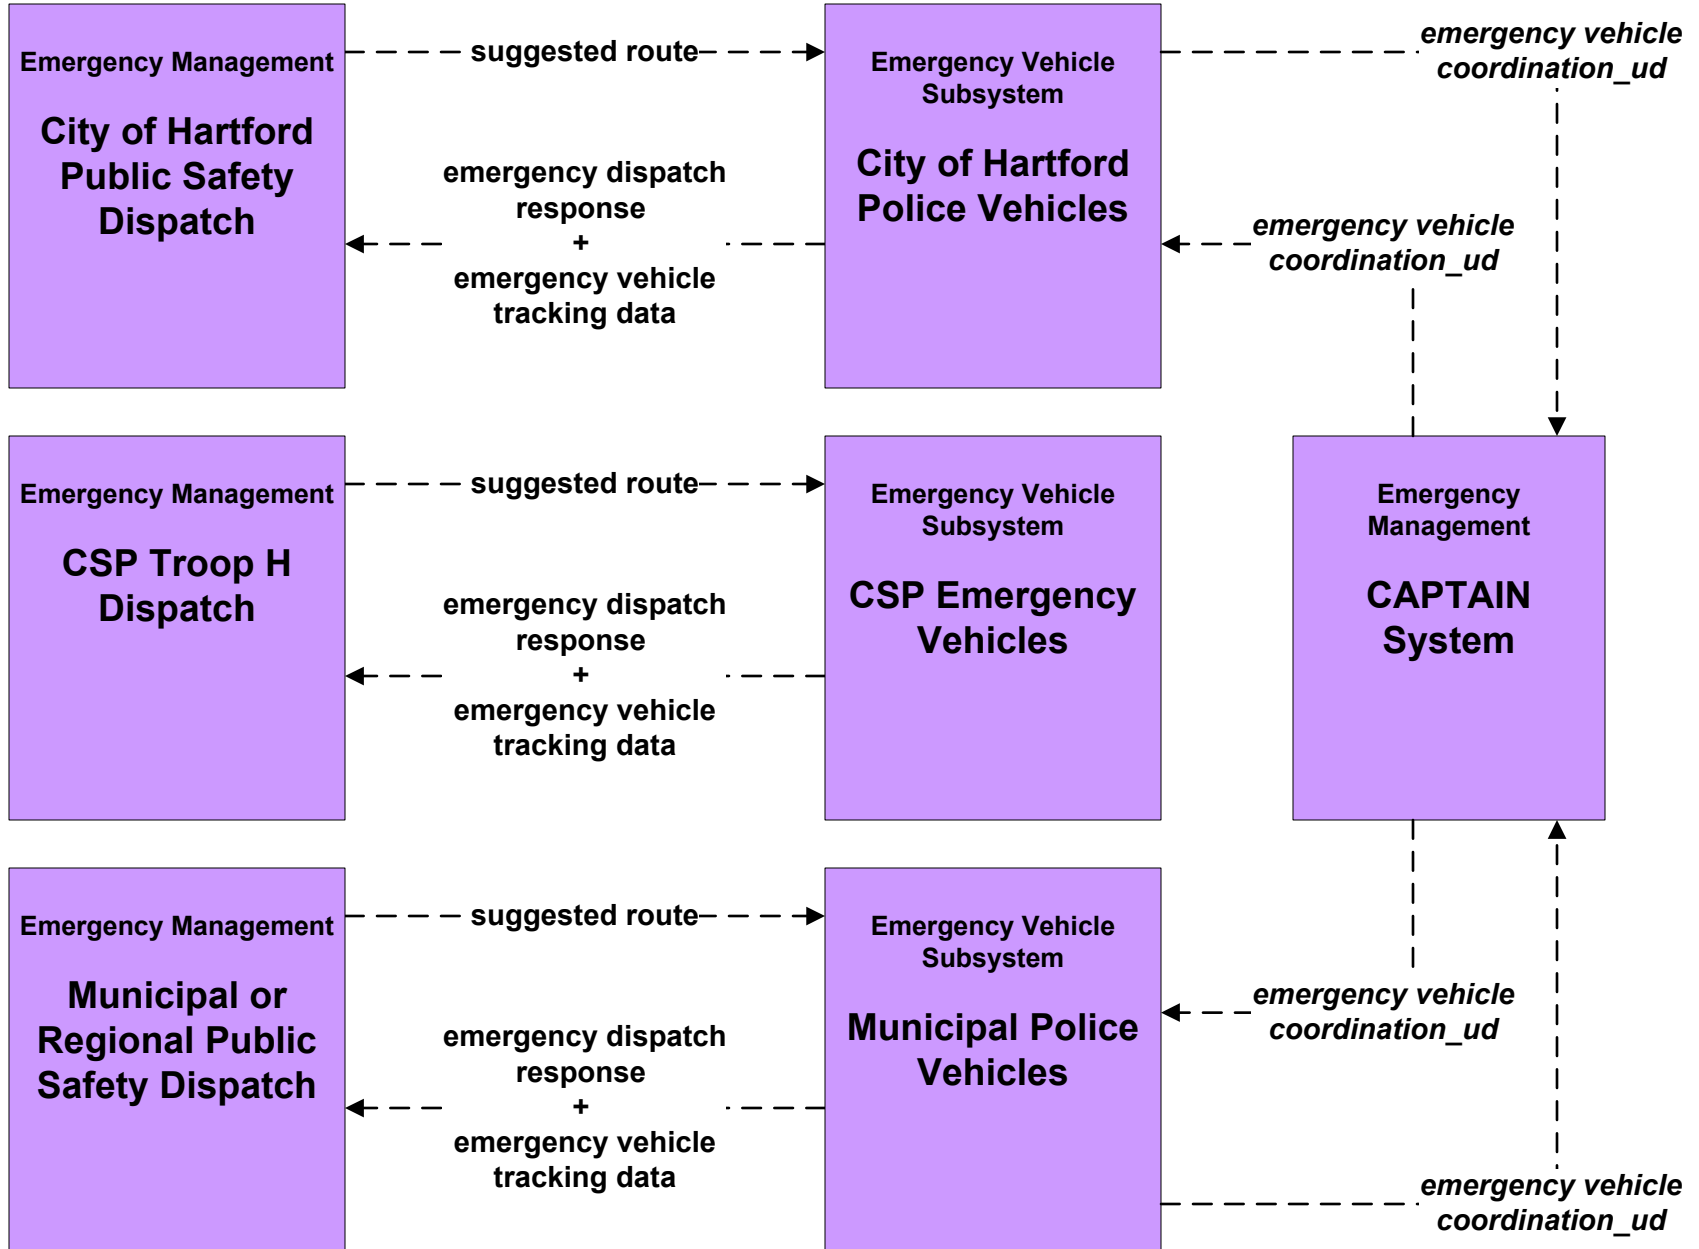 Emergency Management
City of Hartford
Public Safety
Dispatch
suggested route
emergency dispatch
response
+
emergency vehicle
tracking data
Emergency Vehicle
Subsystem
City of Hartford
Police Vehicles
emergency vehicle
coordination_ud
emergency vehicle
coordination_ud
Emergency Management
CSP Troop H
Dispatch
suggested route
emergency dispatch
response
+
emergency vehicle
tracking data
Emergency Vehicle
Subsystem
CSP Emergency
Vehicles
Emergency
Management
CAPTAIN
System
Emergency Management
Municipal or
Regional Public
Safety Dispatch
suggested route
emergency dispatch
response
+
emergency vehicle
tracking data
Emergency Vehicle
Subsystem
Municipal Police
Vehicles
emergency vehicle
coordination_ud
emergency vehicle
coordination_ud